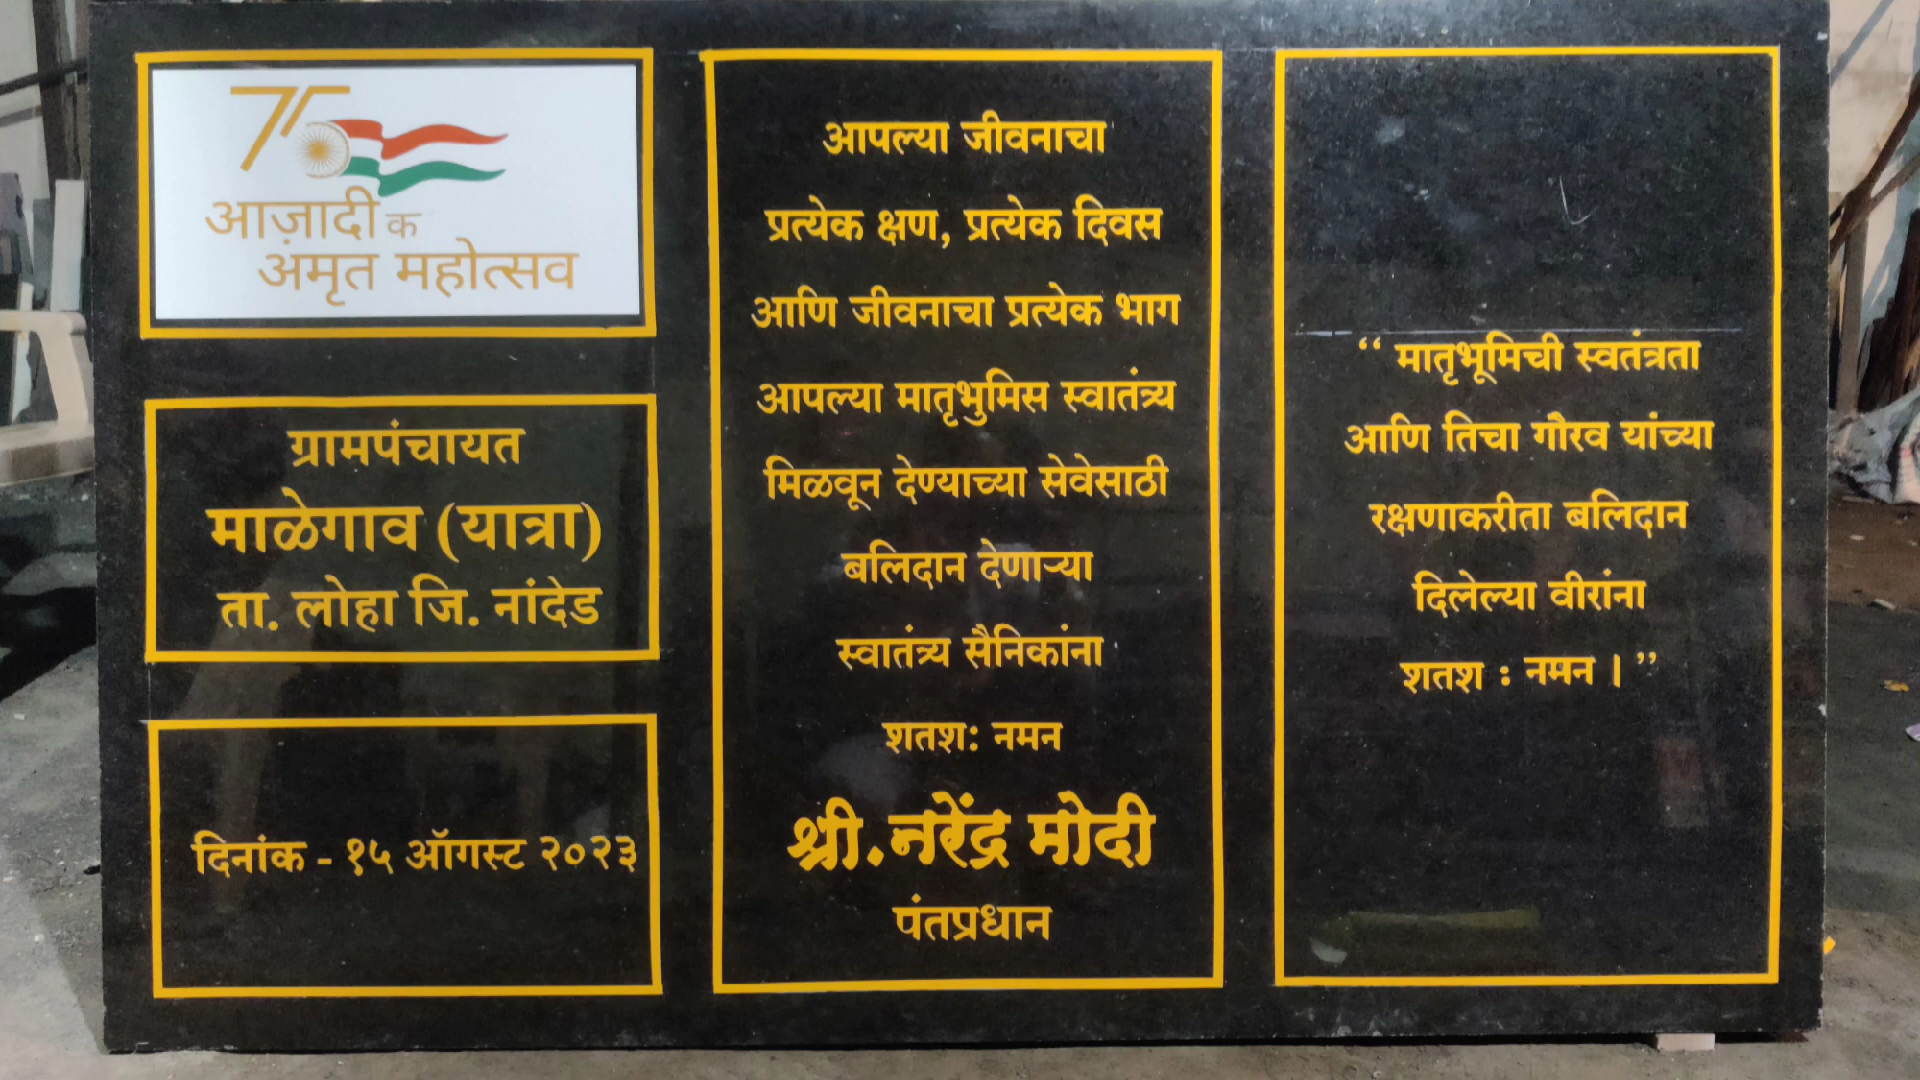 75
आज़ादी क
अमृत महोत्सव
ग्रामपंचायत
माळेगाव (यात्रा)
ता. लोहा जि. नांदेड
दिनांक - १५ ऑगस्ट २०२३
आपल्या जीवनाचा
प्रत्येक क्षण, प्रत्येक दिवस
आणि जीवनाचा प्रत्येक भाग
आपल्या मातृभुमिस स्वातंत्र्य
मिळवून देण्याच्या सेवेसाठी
बलिदान देणाऱ्या
स्वातंत्र्य सैनिकांना
शतशः नमन
श्री.नरेंद्र मोदी
पंतप्रधान
“ मातृभूमिची स्वतंत्रता
आणि तिचा गौरव यांच्या
रक्षणाकरीता बलिदान
दिलेल्या वीरांना
शतश : नमन । ”